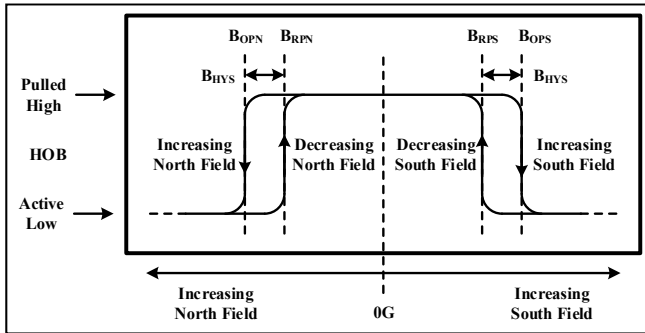 BOPN BRPN BRPS BOPS
BHYS BHYS
Pulled
High
HOB
Active
Low
Increasing
North Field
Decreasing
North Field
Decreasing
South Field
Increasing
South Field
Increasing
North Field
0G
Increasing
South Field